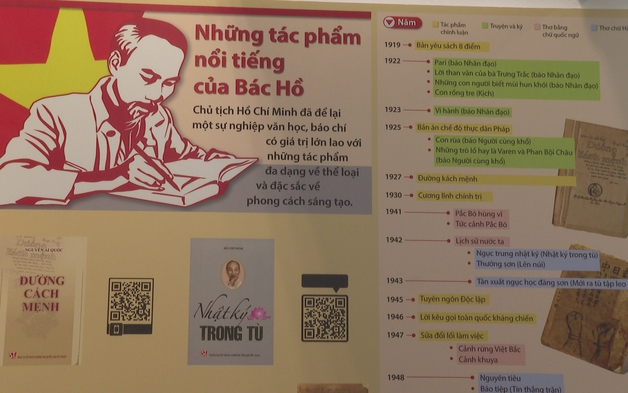 Những tác phẩm
nổi tiếng
của Bác Hồ
Chủ tịch Hồ Chí Minh đã để lại
một sự nghiệp văn học, báo chí
có giá trị lớn lao với
những tác phẩm
đa dạng về thể loại
và đặc sắc về
phong cách sáng tạo.
NGUYỄN ÁI QUỐC
ĐƯỜNG
CÁCH
MỆNH
HỒ CHÍ MINH
Nhật ký
TRONG TÙ
Năm
Tác phẩm
chính luận
Truyện và ký
Thơ bằng
chữ quốc ngữ
Thơ chữ
1919 Bản yêu sách 8 điểm
1922 Pari (báo Nhân đạo)
Lời than vãn của bà Trưng Trắc (báo Nhân đạo)
Những con người biết mùi hun khói (báo Nhân đạo)
Con rồng tre (Kịch)
1923 Vi hành (báo Nhân đạo)
1925 Bản án chế độ thực dân Pháp
Con rùa (báo Người cùng khổ)
Những trò lố hay là Varen và Phan Bội Châu
(báo Người cùng khổ)
1927 Đường kách mệnh
1930 Cương lĩnh chính trị
1941 Pác Bó hùng vĩ
Tức cảnh Pác Bó
1942 Lịch sử nước ta
Ngục trung nhật ký (Nhật ký trong tù)
Thướng sơn (Lên núi)
1943 Tân xuất ngục học đăng sơn (Mới ra tù tập leo
1945 Tuyên ngôn Độc lập
1946 Lời kêu gọi toàn quốc kháng chiến
1947 Sửa đổi lối làm việc
Cảnh rừng Việt Bắc
Cảnh khuya
1948 Nguyên tiêu
Báo tiệp (Tin thắng trận)